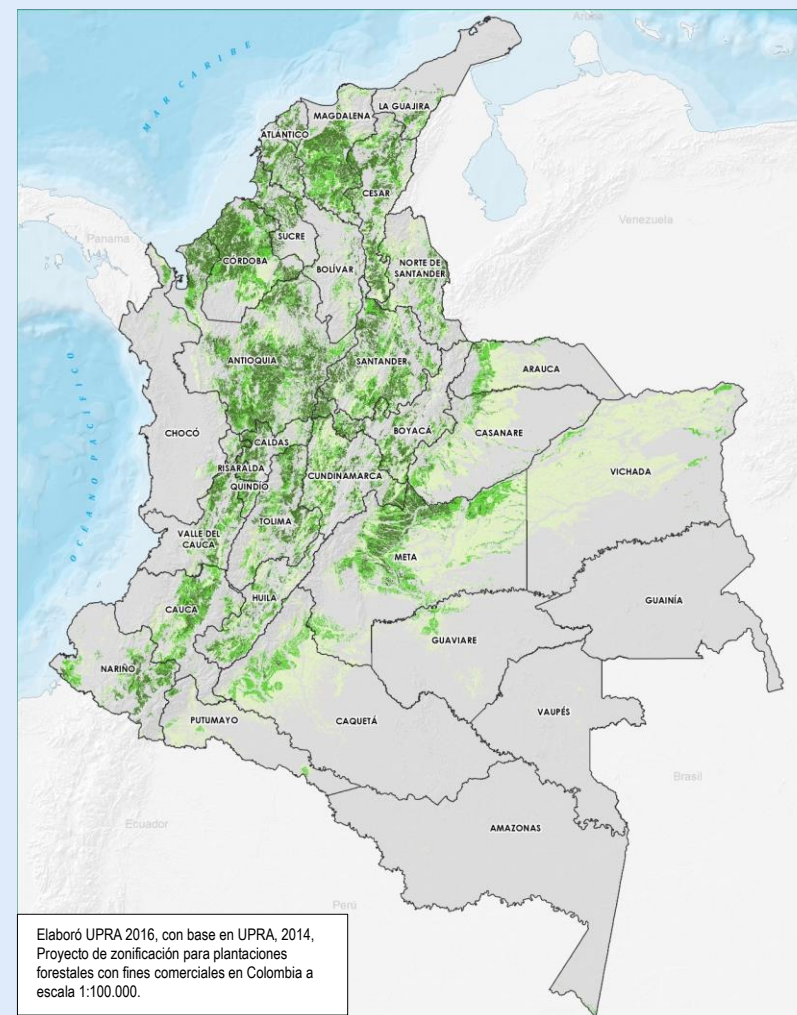 Aruba
MAR CARIBE
LA GUAJIRA
MAGDALENA
ATLÁNTICO
CESAR
Venezuela
Panama
SUCRE
CÓRDOBA
BOLÍVAR
NORTE DE
SANTANDER
ANTIOQUIA
SANTANDER
ARAUCA
OCÉANO PACÍFICO
CHOCÓ
BOYACÁ
CASANARE
CALDAS
VICHADA
RISARALDA
CUNDINAMARCA
QUINDÍO
TOLIMA
VALLE DEL
CAUCA
META
HUILA
GUAINÍA
CAUCA
GUAVIARE
NARIÑO
VAUPÉS
PUTUMAYO
CAQUETÁ
Brasil
Ecuador
AMAZONAS
Perú
Elaboró UPRA 2016, con base en UPRA, 2014,
Proyecto de zonificación para plantaciones
forestales con fines comerciales en Colombia a
escala 1:100.000.